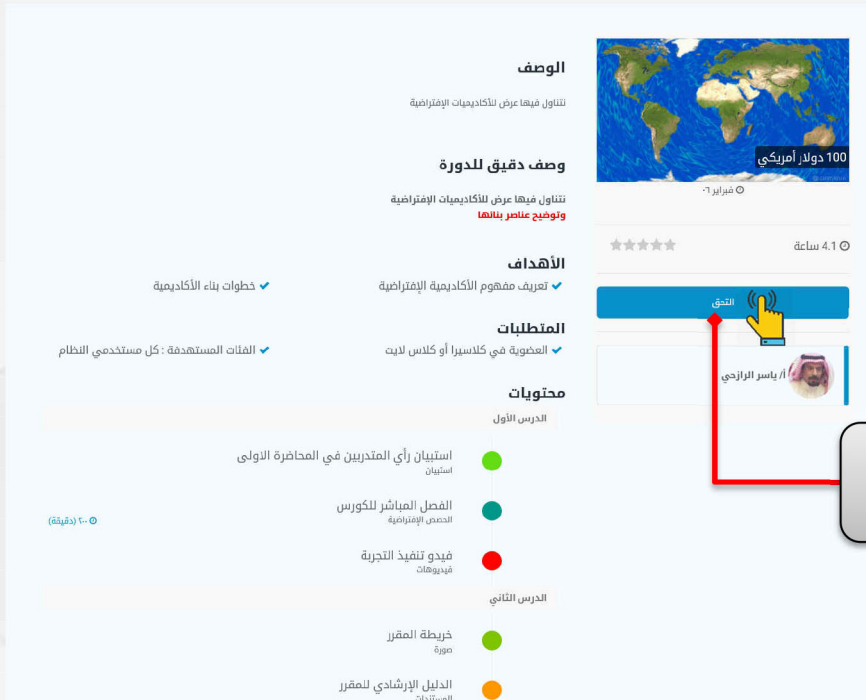 100 دولار أمريكي
فبراير ٠٦
4.1 ساعة
التحق
أ/ ياسر الرازحي
الوصف
نتناول فيها عرض للأكاديميات الإفتراضية
وصف دقيق للدورة
نتناول فيها عرض للأكاديميات الإفتراضية
وتوضيح عناصر بنائها
الأهداف
تعريف مفهوم الأكاديمية الإفتراضية
خطوات بناء الأكاديمية
المتطلبات
العضوية في كلاسيرا أو كلاس لايت
الفئات المستهدفة : كل مستخدمي النظام
محتويات
الدرس الأول
استبيان رأي المتدربين في المحاضرة الاولى
استبيان
الفصل المباشر للكورس
الحصص الإفتراضية
٢٠٠ (دقيقة)
فيدو تنفيذ التجربة
فيديوهات
الدرس الثاني
خريطة المقرر
صورة
الدليل الإرشادي للمقرر
المستندات